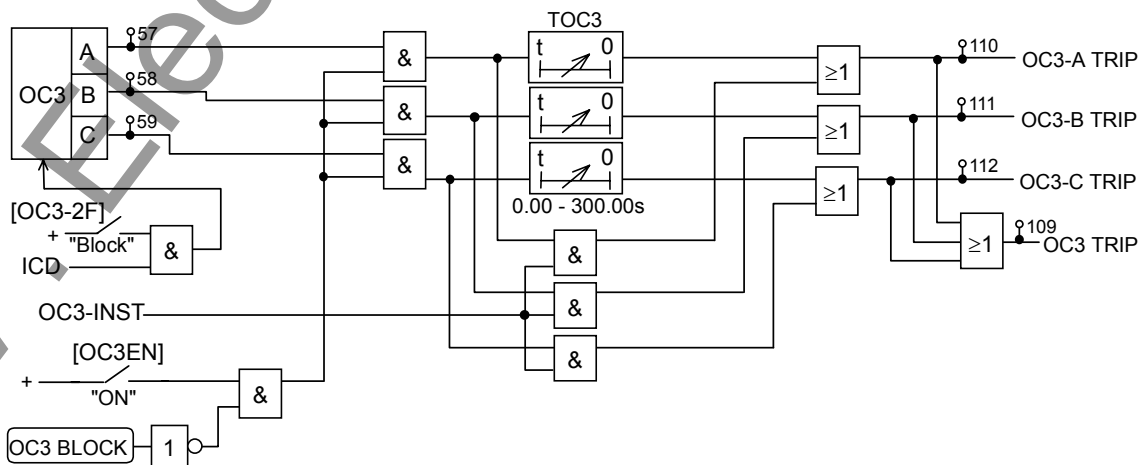 Elec
TOC3
57
110
A
&
t 0
≥1
OC3-A TRIP
58
111
OC3
B
&
t 0
≥1
OC3-B TRIP
59
112
C
&
t 0
≥1
OC3-C TRIP
0.00 - 300.00s
109
[OC3-2F]
+
"Block"
&
&
≥1
OC3 TRIP
ICD
OC3-INST
&
&
[OC3EN]
+
"ON"
&
OC3 BLOCK
1